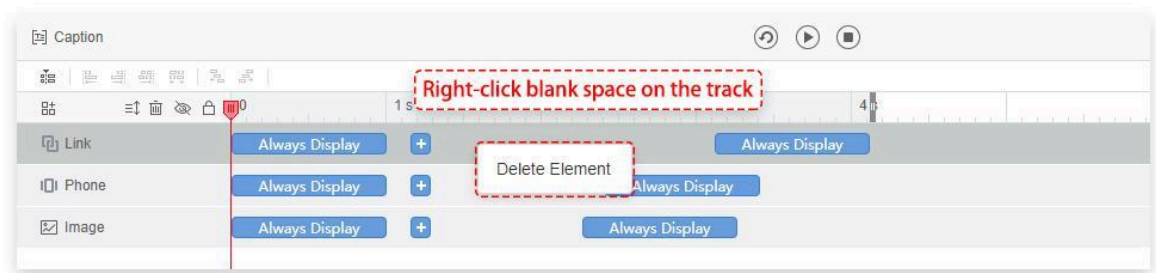 Caption
Right-click blank space on the track
0 1 s 4 s
Link Always Display + Always Display
Delete Element
Phone Always Display + Always Display
Image Always Display + Always Display